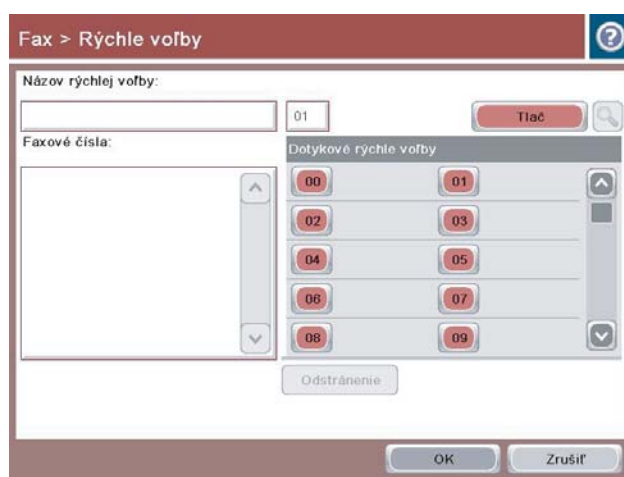 Fax > Rýchle voľby
Názov rýchlej voľby:
01
Tlač
Faxové čísla:
Dotykové rýchle voľby
00 01
02 03
04 05
06 07
08 09
Odstránenie
OK Zrušiť